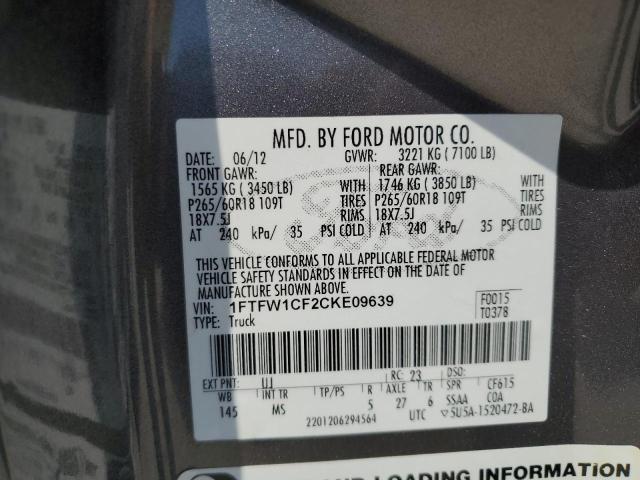 MFD. BY FORD MOTOR CO.
DATE: 06/12 GVWR: 3221 KG ( 7100 LB)
FRONT GAWR: REAR GAWR:
1565 KG ( 3450 LB) WITH 1746 KG ( 3850 LB) WITH
P265/60R18 109T TIRES P265/60R18 109T TIRES
18X7.5J RIMS 18X7.5J RIMS
AT 240 kPa/ 35 PSI COLD AT 240 kPa/ 35 PSI COLD
THIS VEHICLE CONFORMS TO ALL APPLICABLE FEDERAL MOTOR
VEHICLE SAFETY STANDARDS IN EFFECT ON THE DATE OF
MANUFACTURE SHOWN ABOVE.
VIN: 1FTFW1CF2CKE09639 F0015
TYPE: Truck T0378
EXT PNT: UJ RC: 23 DSO:
WB INT TR TP/PS R AXLE TR SPR CF615
145 MS 5 27 6 SSAA COA
2201206294564 UTC ▽5U5A-1520472-BA
LOADING INFORMATION